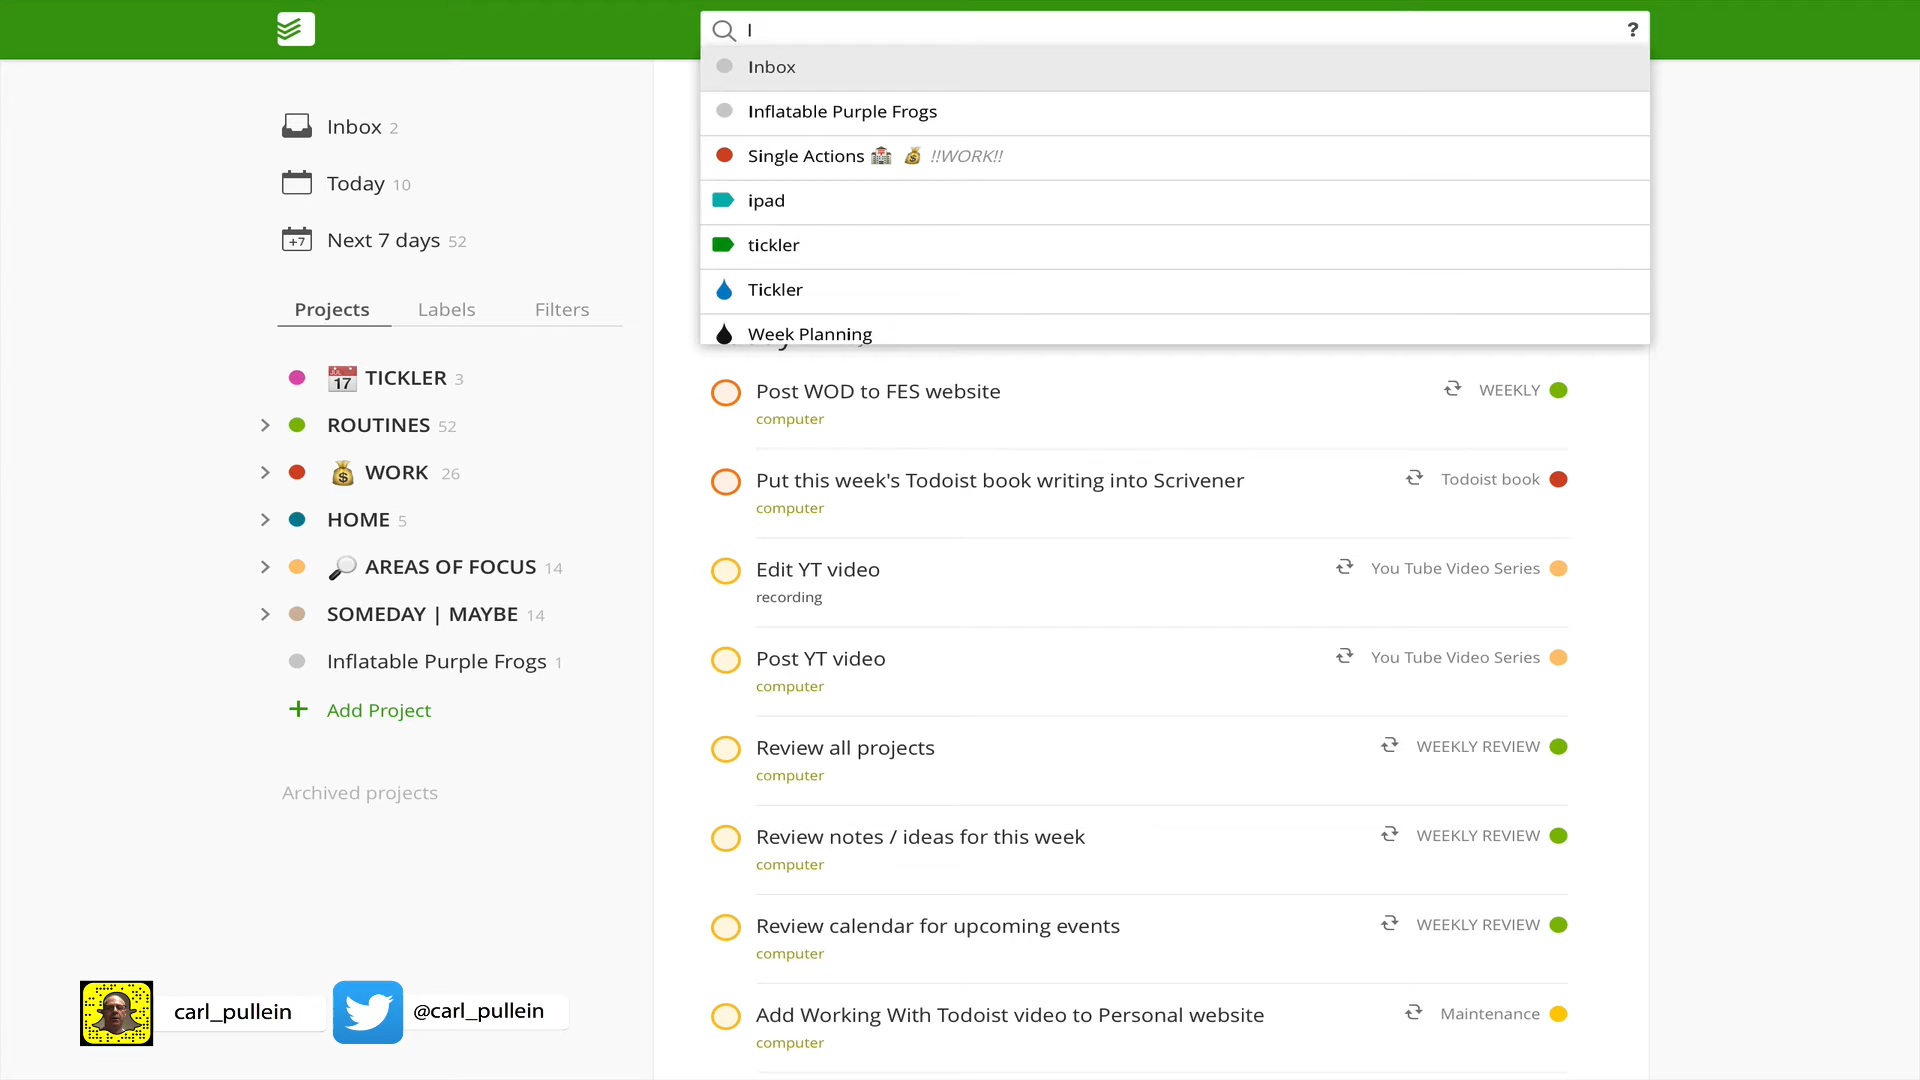 I
?
Inbox
Inflatable Purple Frogs
Single Actions !!WORK!!
ipad
tickler
Tickler
Week Planning
Inbox 2
Today 10
+7 Next 7 days 52
Projects Labels Filters
JUL 17 TICKLER 3
ROUTINES 52
WORK 26
HOME 5
AREAS OF FOCUS 14
SOMEDAY | MAYBE 14
Inflatable Purple Frogs 1
+ Add Project
Archived projects
Post WOD to FES website WEEKLY
computer
Put this week's Todoist book writing into Scrivener Todoist book
computer
Edit YT video You Tube Video Series
recording
Post YT video You Tube Video Series
computer
Review all projects WEEKLY REVIEW
computer
Review notes / ideas for this week WEEKLY REVIEW
computer
Review calendar for upcoming events WEEKLY REVIEW
computer
Add Working With Todoist video to Personal website Maintenance
computer
carl_pullein @carl_pullein